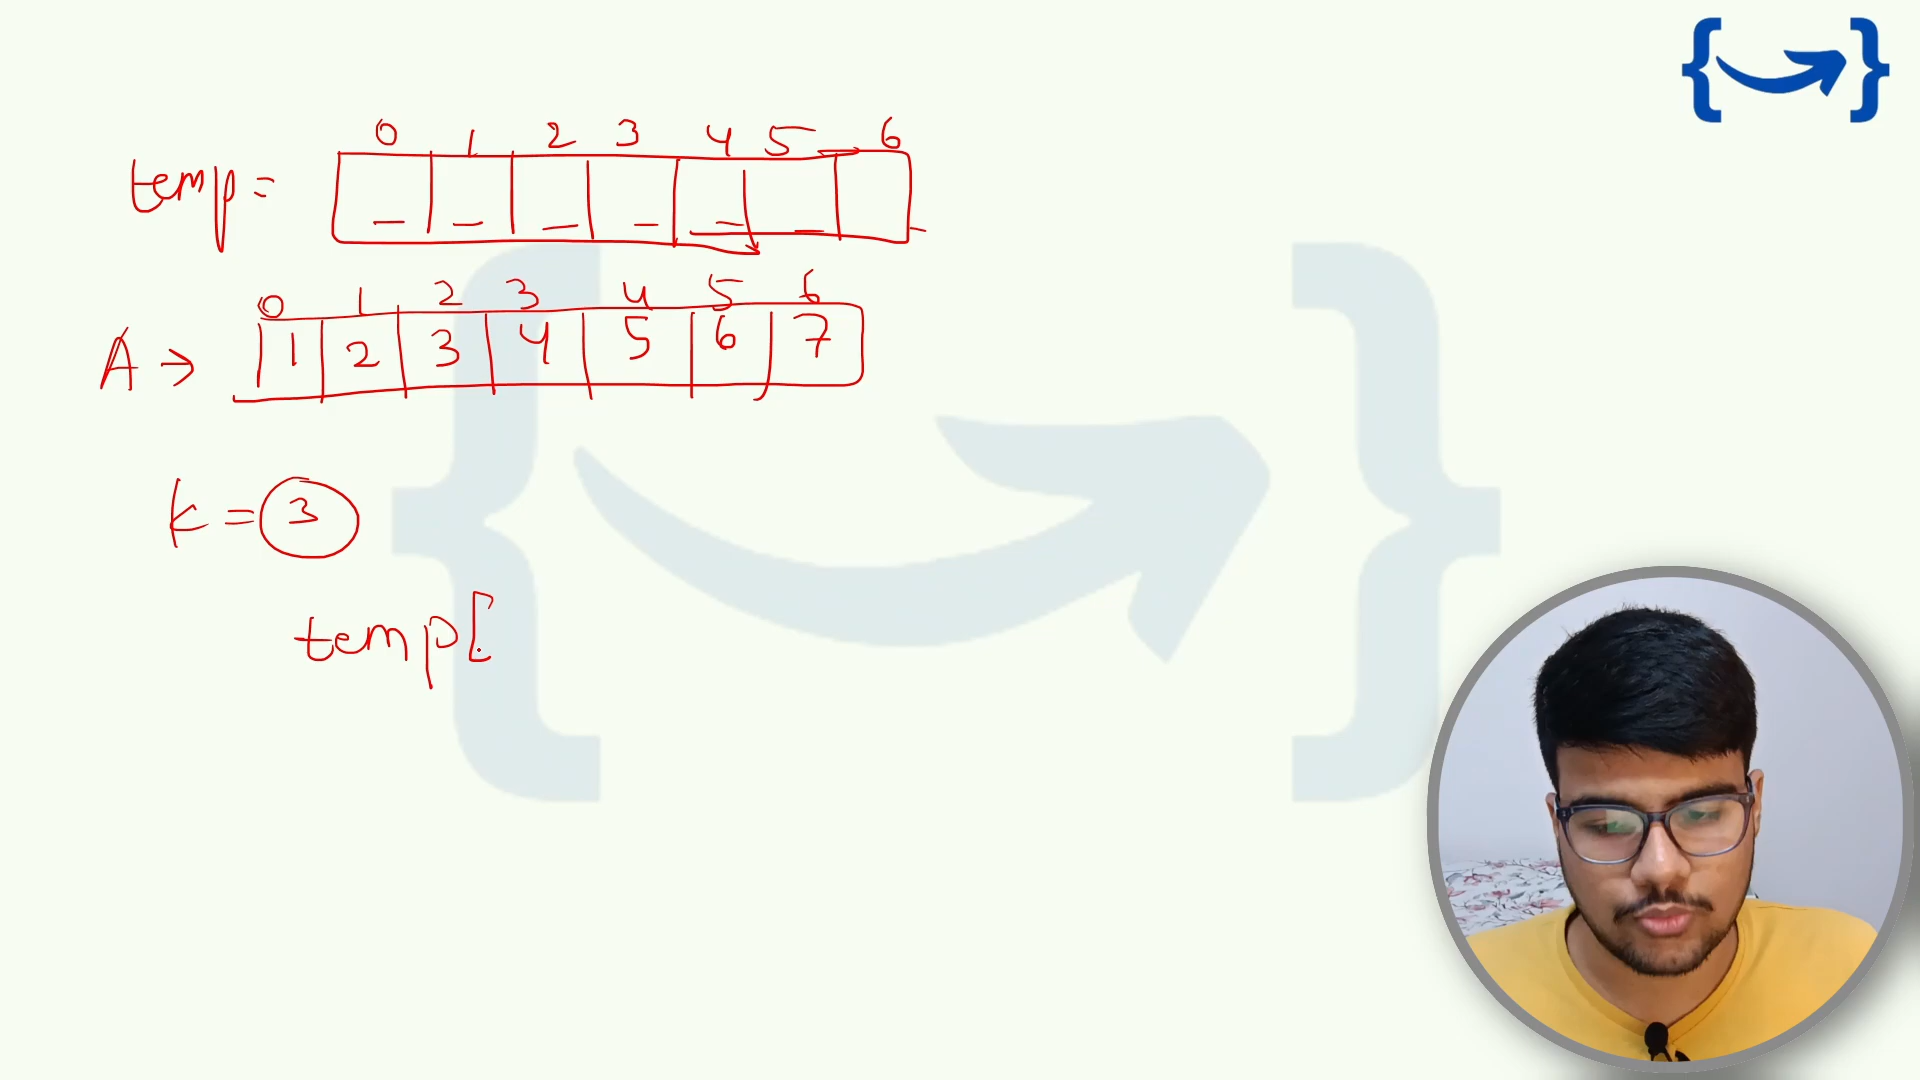 0 1 2 3 4 5 6
temp =
0 1 2 3 4 5 6
A → 1 2 3 4 5 6 7
k = 3
temp[